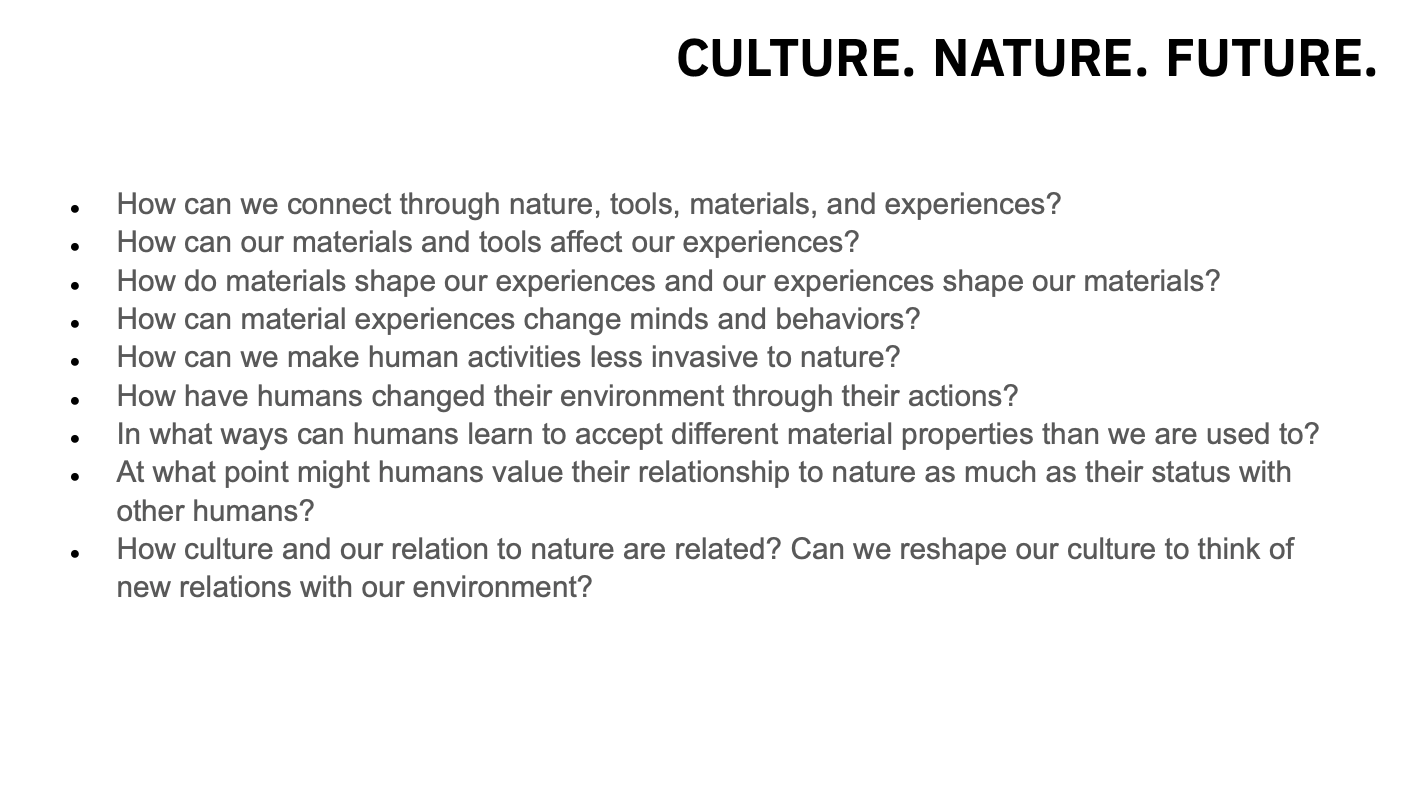 CULTURE. NATURE. FUTURE.
• How can we connect through nature, tools, materials, and experiences?
• How can our materials and tools affect our experiences?
• How do materials shape our experiences and our experiences shape our materials?
• How can material experiences change minds and behaviors?
• How can we make human activities less invasive to nature?
• How have humans changed their environment through their actions?
• In what ways can humans learn to accept different material properties than we are used to?
• At what point might humans value their relationship to nature as much as their status with
other humans?
• How culture and our relation to nature are related? Can we reshape our culture to think of
new relations with our environment?